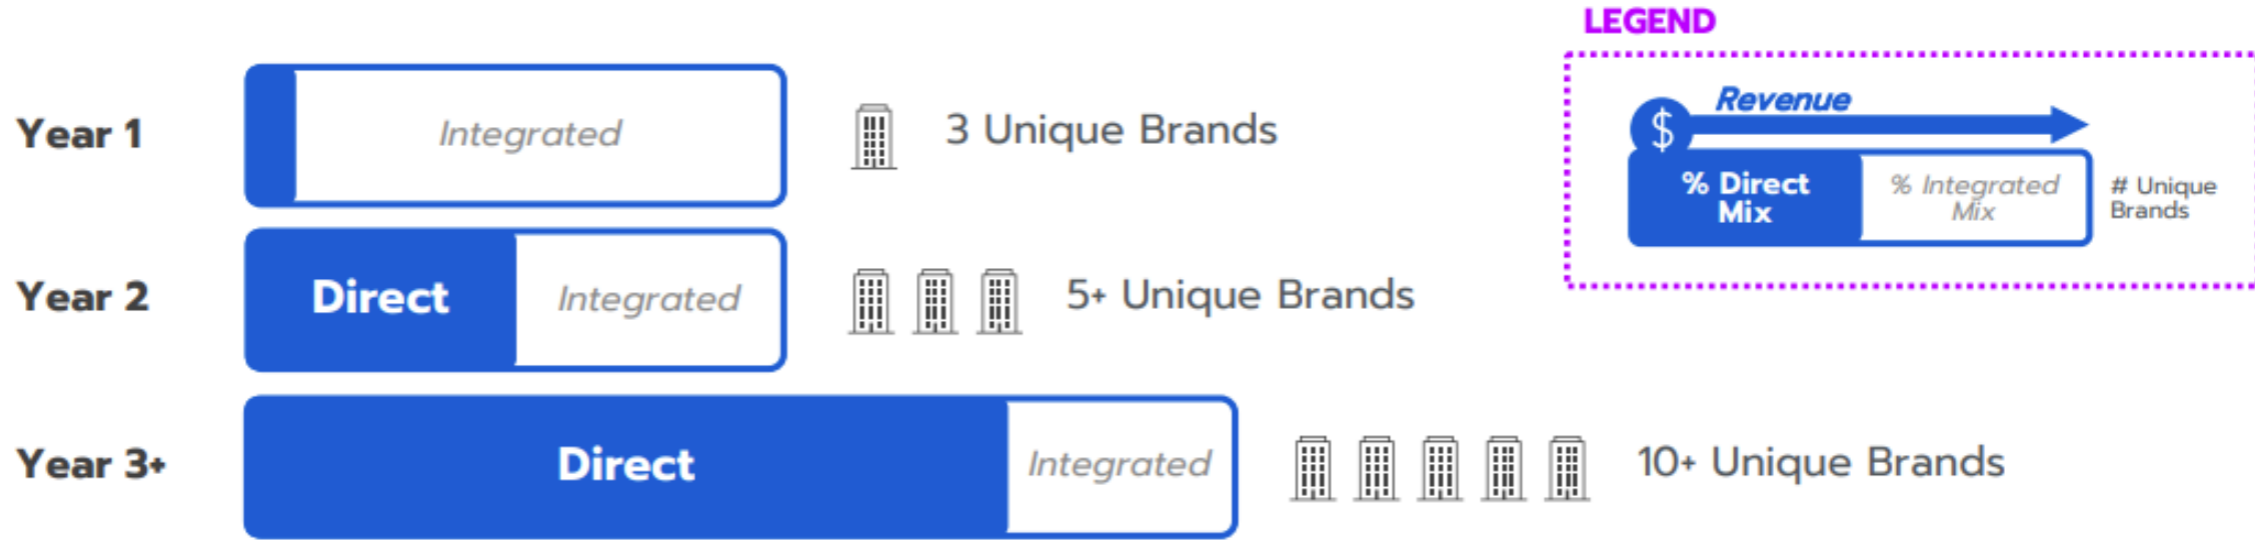 LEGEND
Revenue
$
% Direct
Mix
% Integrated
Mix
# Unique
Brands
Year 1
Integrated
3 Unique Brands
Year 2
Direct
Integrated
5+ Unique Brands
Year 3+
Direct
Integrated
10+ Unique Brands